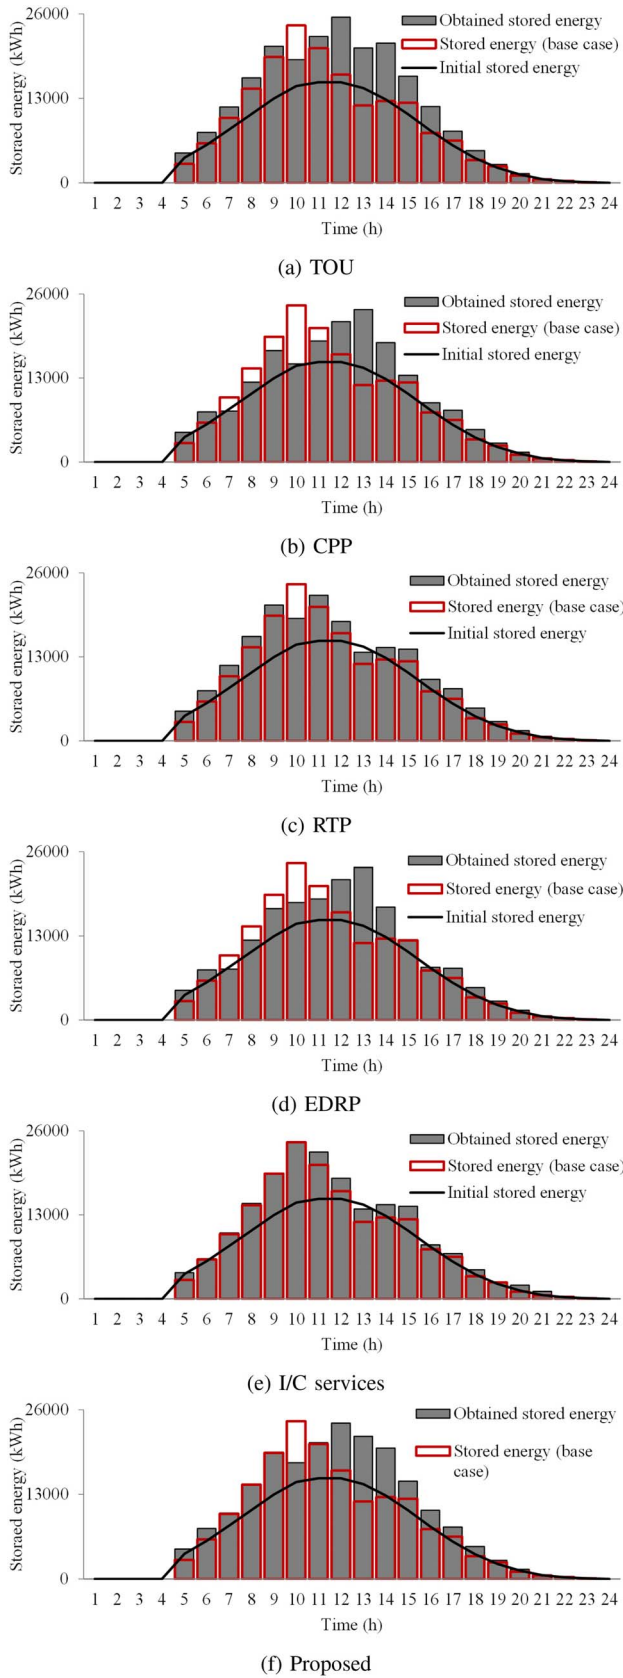 26000
13000
0
Storaed energy (kWh)
Obtained stored energy
Stored energy (base case)
Initial stored energy
1 2 3 4 5 6 7 8 9 10 11 12 13 14 15 16 17 18 19 20 21 22 23 24
Time (h)
(a) TOU
26000
13000
0
Storaed energy (kWh)
Obtained stored energy
Stored energy (base case)
Initial stored energy
1 2 3 4 5 6 7 8 9 10 11 12 13 14 15 16 17 18 19 20 21 22 23 24
Time (h)
(b) CPP
26000
13000
0
Storaed energy (kWh)
Obtained stored energy
Stored energy (base case)
Initial stored energy
1 2 3 4 5 6 7 8 9 10 11 12 13 14 15 16 17 18 19 20 21 22 23 24
Time (h)
(c) RTP
26000
13000
0
Storaed energy (kWh)
Obtained stored energy
Stored energy (base case)
Initial stored energy
1 2 3 4 5 6 7 8 9 10 11 12 13 14 15 16 17 18 19 20 21 22 23 24
Time (h)
(d) EDRP
26000
13000
0
Storaed energy (kWh)
Obtained stored energy
Stored energy (base case)
Initial stored energy
1 2 3 4 5 6 7 8 9 10 11 12 13 14 15 16 17 18 19 20 21 22 23 24
Time (h)
(e) I/C services
26000
13000
0
Storaed energy (kWh)
Obtained stored energy
Stored energy (base
case)
1 2 3 4 5 6 7 8 9 10 11 12 13 14 15 16 17 18 19 20 21 22 23 24
Time (h)
(f) Proposed